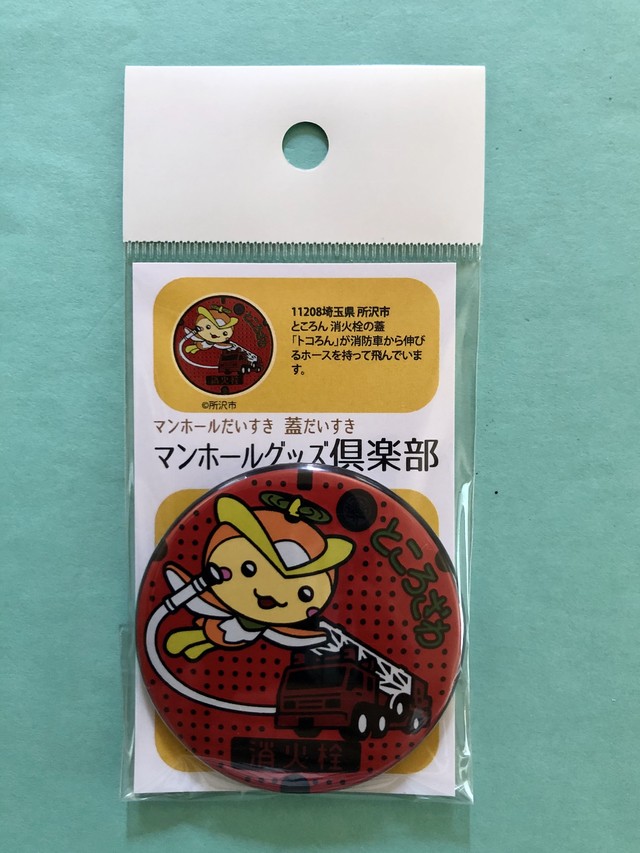 消火栓
11208埼玉県 所沢市
ところん 消火栓の蓋
「トコろん」が消防車から伸び
るホースを持って飛んでいま
す。
©所沢市
マンホールだいすき 蓋だいすき
マンホールグッズ倶楽部
ところざわ
消火栓